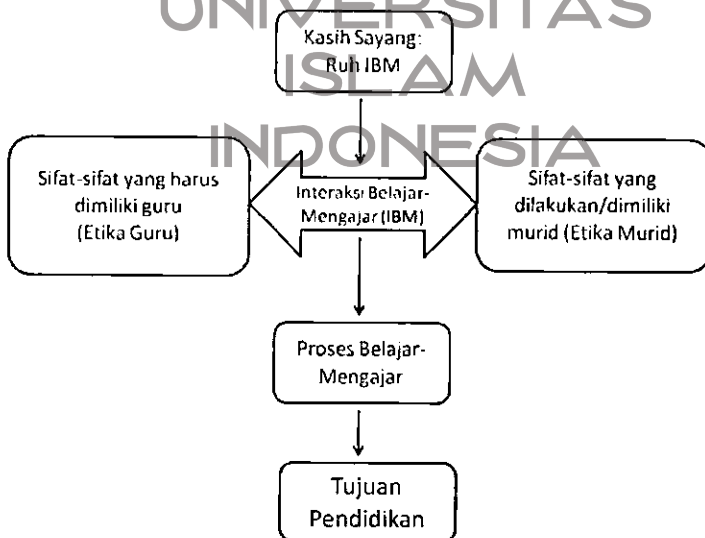 UNIVERSITAS
ISLAM
INDONESIA
Kasih Sayang:
Ruh IBM
Sifat-sifat yang harus
dimiliki guru
(Etika Guru)
Interaksi Belajar-
Mengajar (IBM)
Sifat-sifat yang
dilakukan/dimiliki
murid (Etika Murid)
Proses Belajar-
Mengajar
Tujuan
Pendidikan